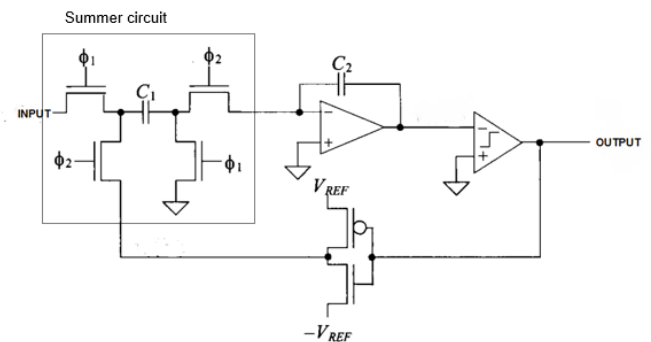 Summer circuit
ϕ1
ϕ2
C1
C2
INPUT
−
+
−
+
OUTPUT
ϕ2
ϕ1
VREF
−VREF